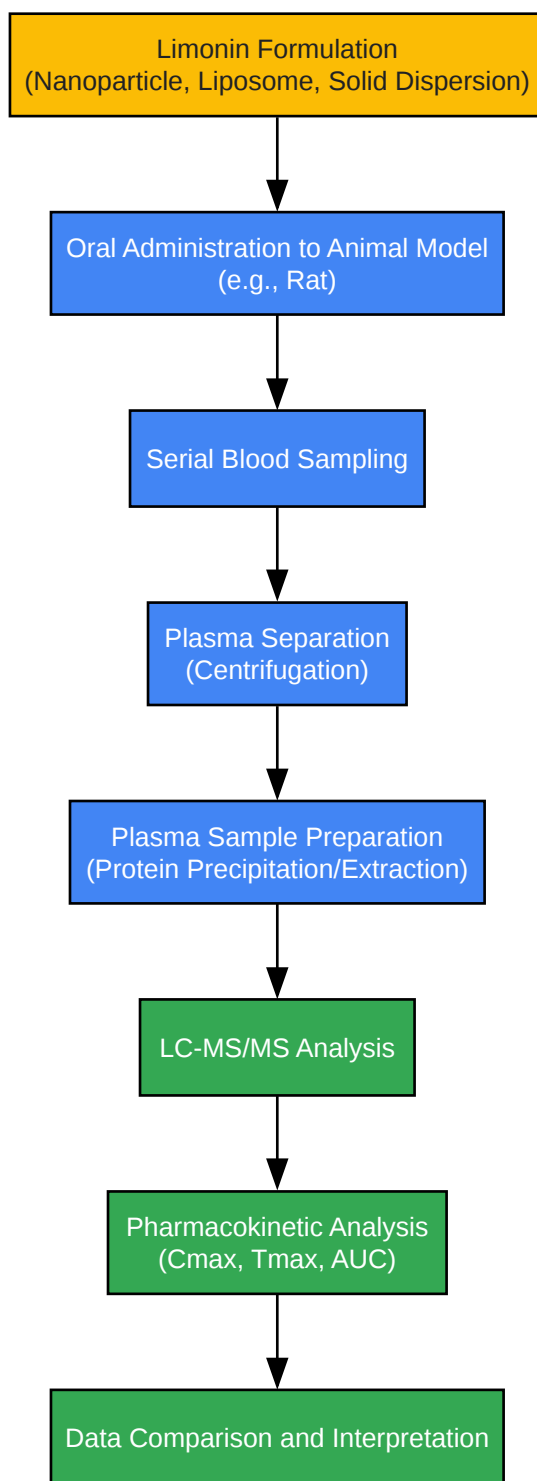 Limonin Formulation
(Nanoparticle, Liposome, Solid Dispersion)
Oral Administration to Animal Model
(e.g., Rat)
Serial Blood Sampling
Plasma Separation
(Centrifugation)
Plasma Sample Preparation
(Protein Precipitation/Extraction)
LC-MS/MS Analysis
Pharmacokinetic Analysis
(Cmax, Tmax, AUC)
Data Comparison and Interpretation